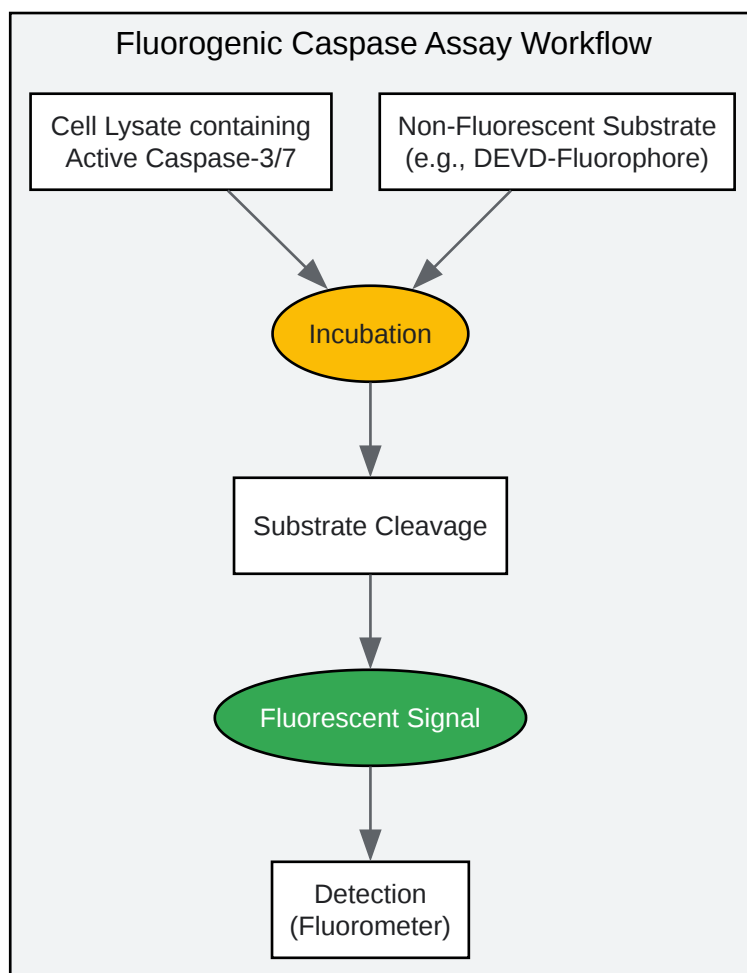 Fluorogenic Caspase Assay Workflow
Cell Lysate containing
Active Caspase-3/7
Non-Fluorescent Substrate
(e.g., DEVD-Fluorophore)
Incubation
Substrate Cleavage
Fluorescent Signal
Detection
(Fluorometer)